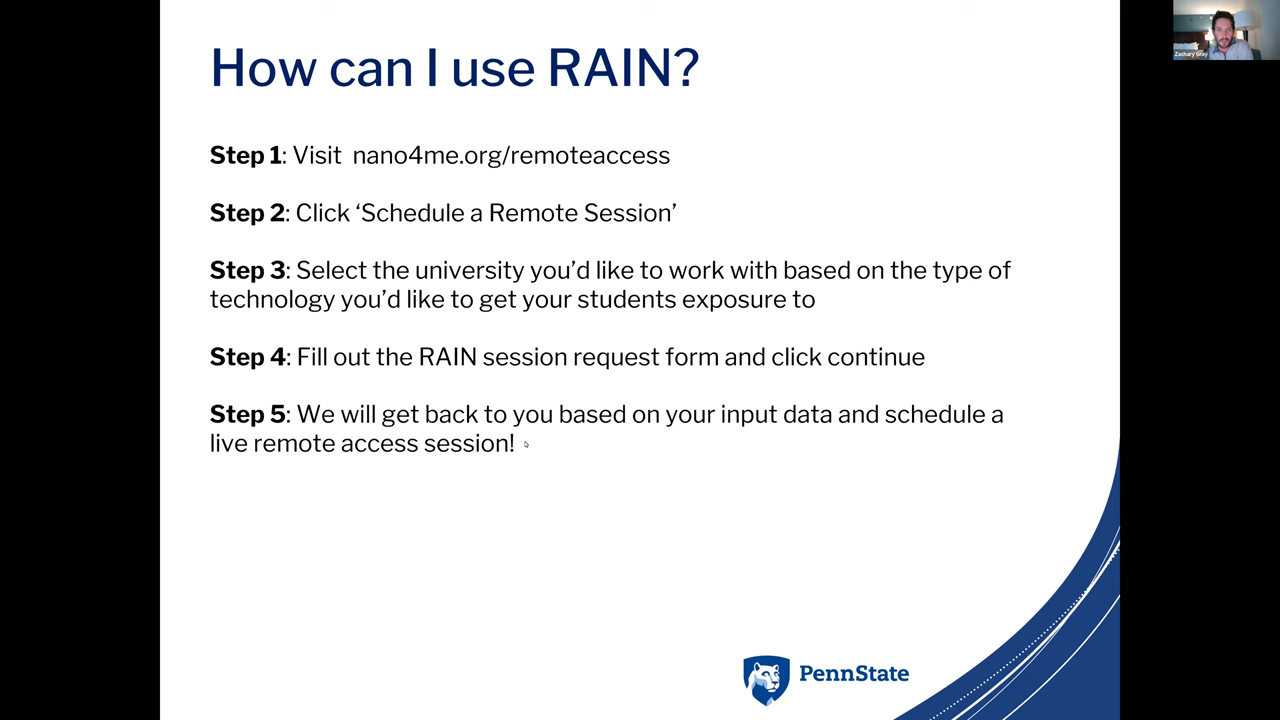 How can I use RAIN?
Zachary Gray
Step 1: Visit nano4me.org/remoteaccess
Step 2: Click ‘Schedule a Remote Session’
Step 3: Select the university you’d like to work with based on the type of
technology you’d like to get your students exposure to
Step 4: Fill out the RAIN session request form and click continue
Step 5: We will get back to you based on your input data and schedule a
live remote access session!
PennState